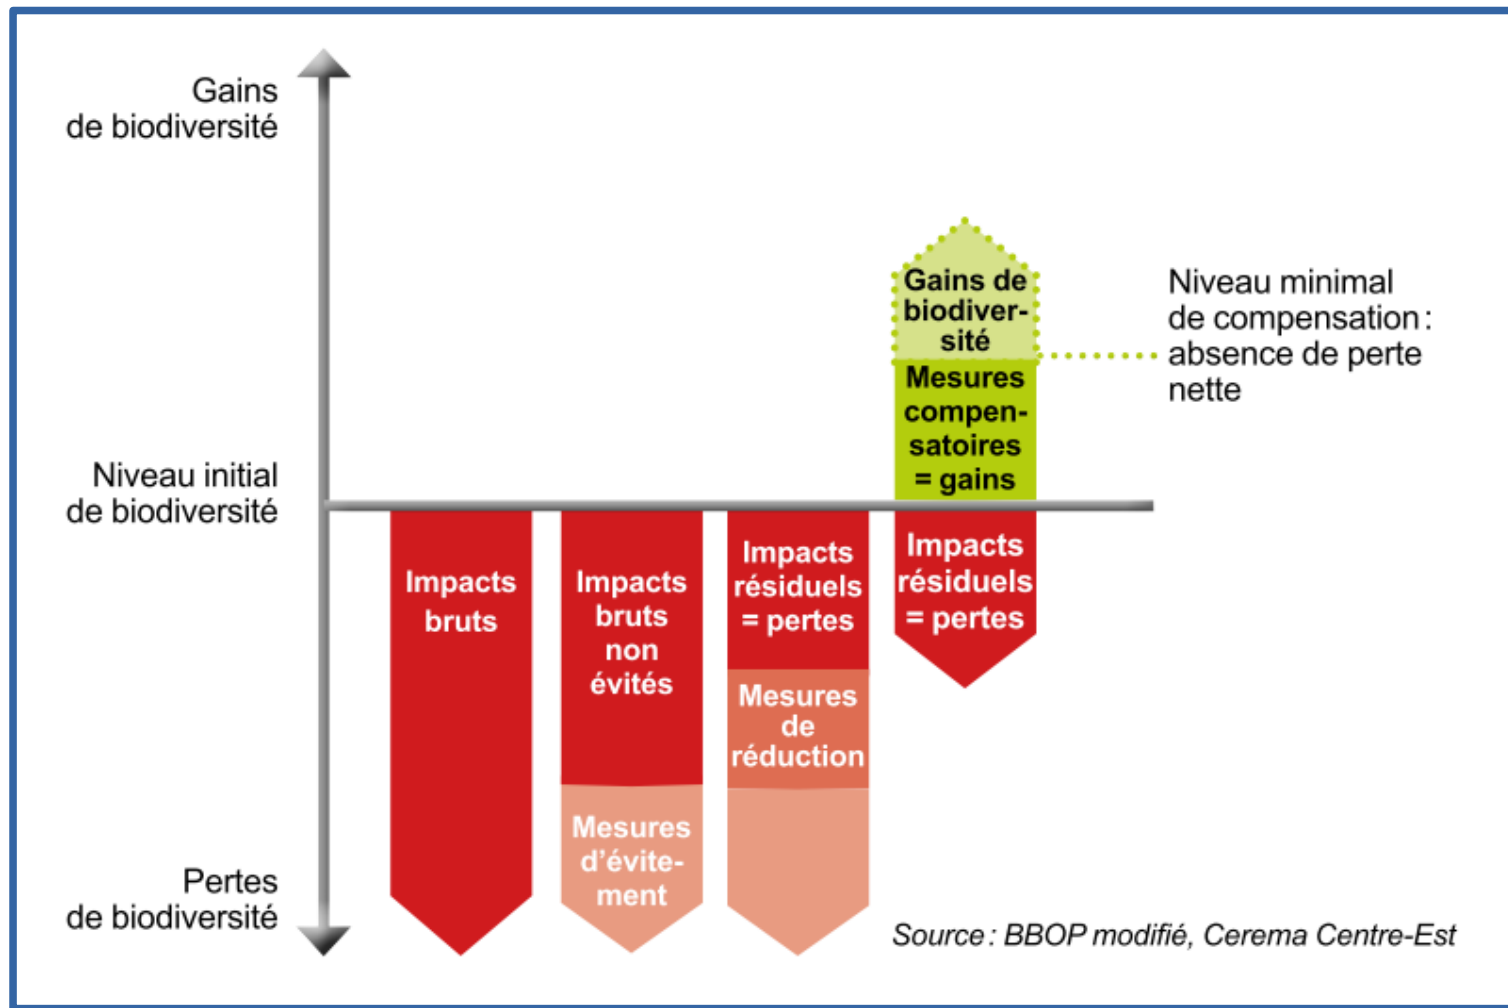 Gains
de biodiversité
Niveau initial
de biodiversité
Pertes
de biodiversité
Impacts
bruts
Impacts
bruts
non
évités
Mesures
d’évite-
ment
Impacts
résiduels
= pertes
Mesures
de
réduction
Gains de
biodiver-
sité
Mesures
compen-
satoires
= gains
Impacts
résiduels
= pertes
Niveau minimal
de compensation :
absence de perte
nette
Source : BBOP modifié, Cerema Centre-Est